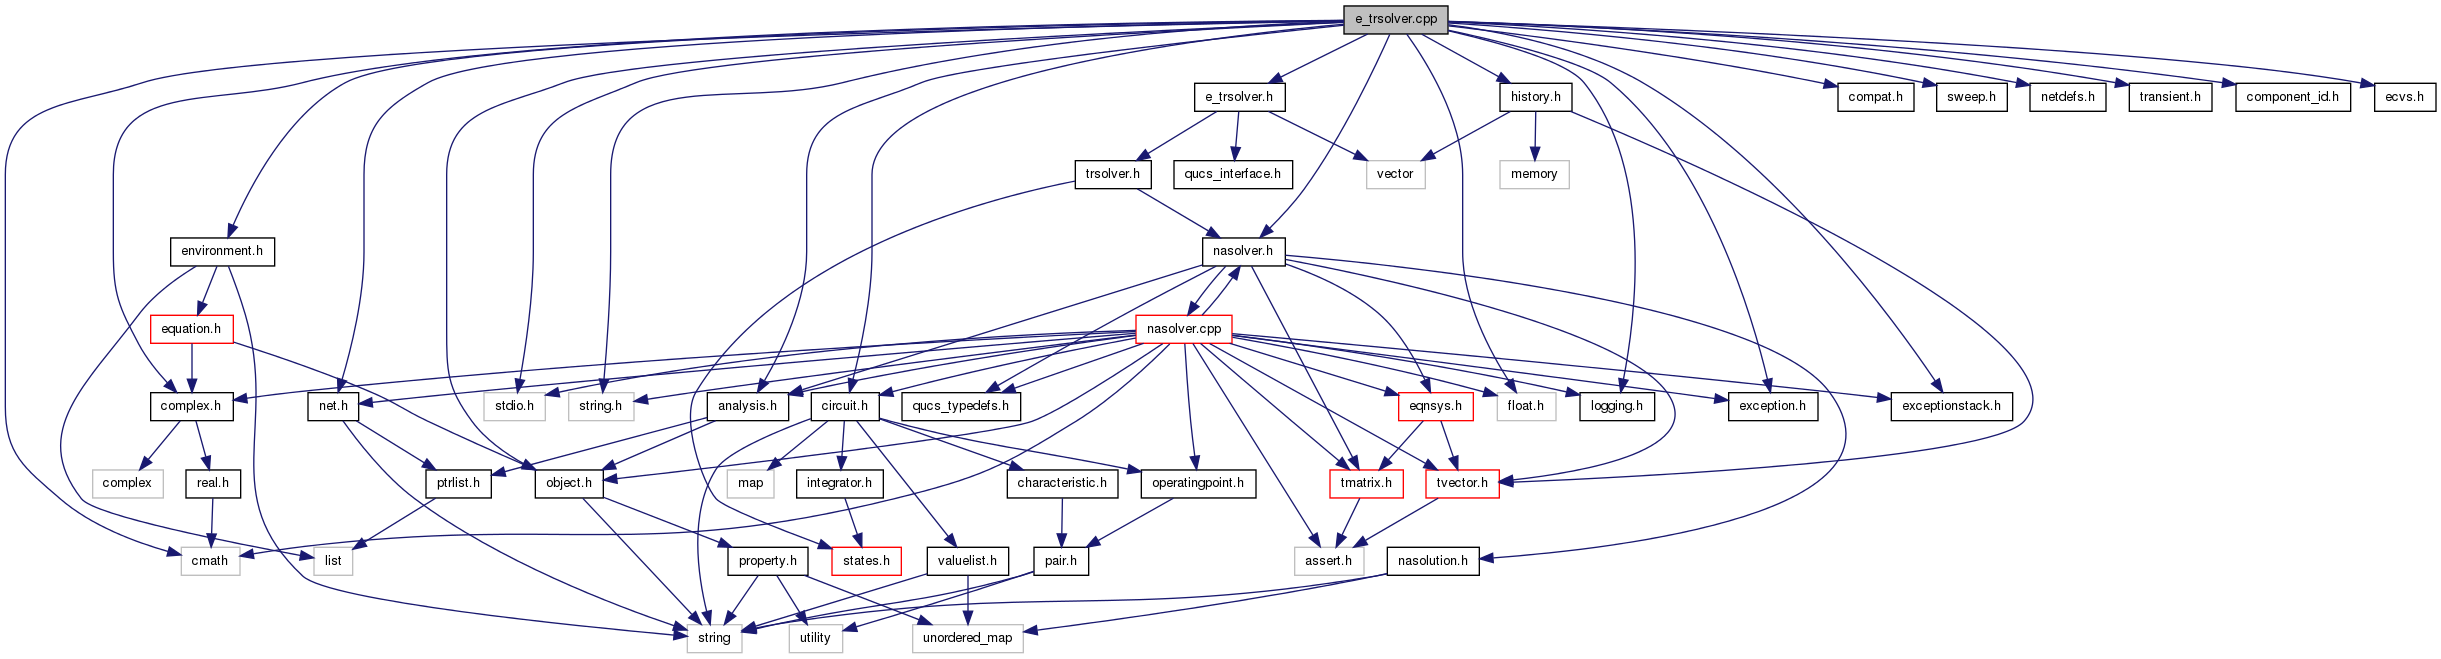 e_trsolver.cpp
e_trsolver.h
history.h
compat.h
sweep.h
netdefs.h
transient.h
component_id.h
ecvs.h
trsolver.h
qucs_interface.h
vector
memory
environment.h
nasolver.h
equation.h
nasolver.cpp
complex.h
net.h
stdio.h
string.h
analysis.h
circuit.h
qucs_typedefs.h
eqnsys.h
float.h
logging.h
exception.h
exceptionstack.h
complex
real.h
ptrlist.h
object.h
map
integrator.h
characteristic.h
operatingpoint.h
tmatrix.h
tvector.h
cmath
list
property.h
states.h
valuelist.h
pair.h
assert.h
nasolution.h
string
utility
unordered_map